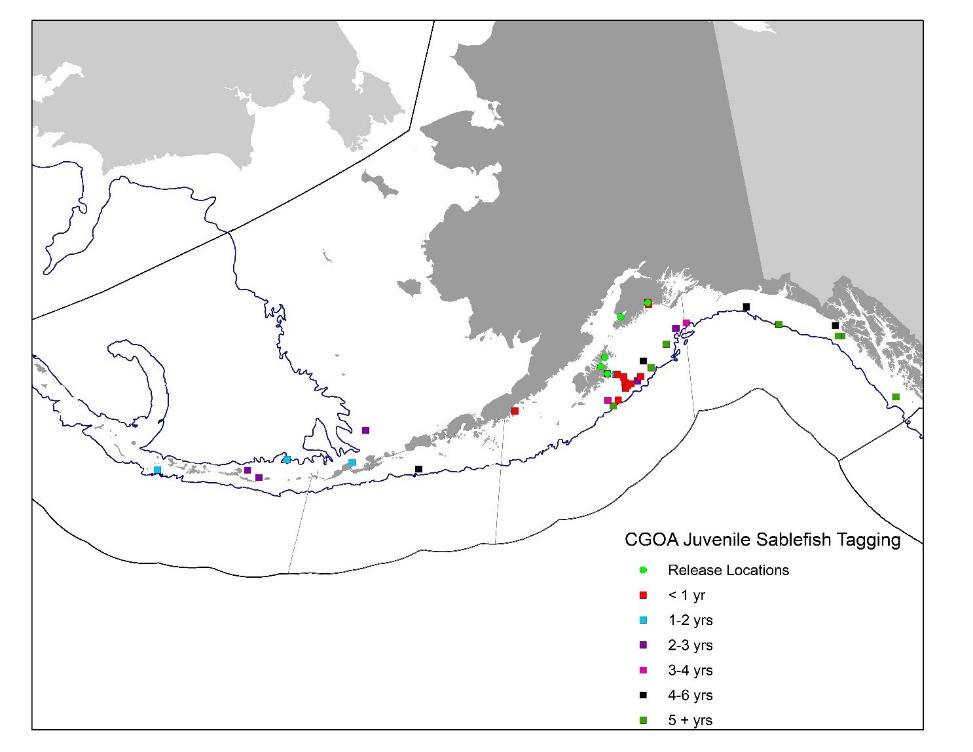 CGOA Juvenile Sablefish Tagging
Release Locations
< 1 yr
1-2 yrs
2-3 yrs
3-4 yrs
4-6 yrs
5 + yrs